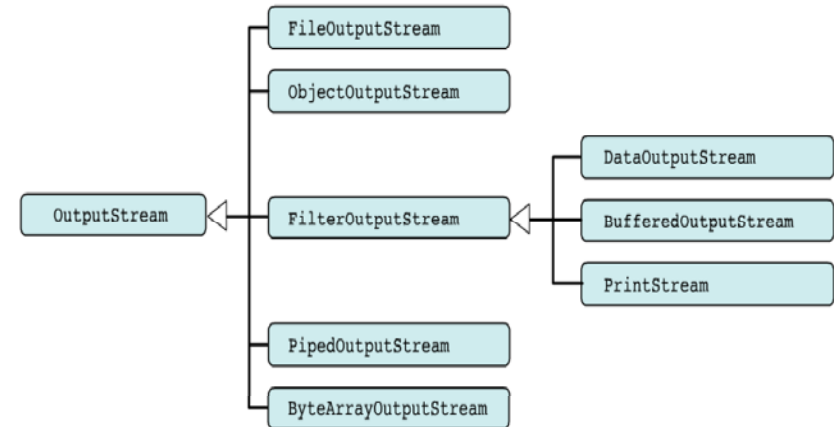 FileOutputStream
ObjectOutputStream
DataOutputStream
OutputStream
FilterOutputStream
BufferedOutputStream
PrintStream
PipedOutputStream
ByteArrayOutputStream